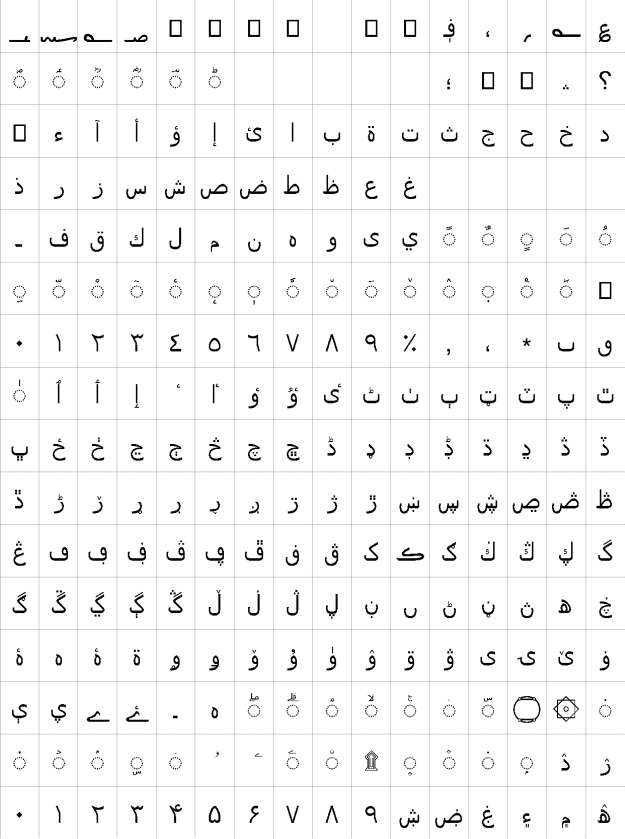 ؀ ؁ ؂ ؃ ؋ ، ؍ ؎ ؏
◌ؐ ◌ؑ ◌ؒ ◌ؓ ◌ؔ ◌ؕ ؛ ؞ ؟
ء آ أ ؤ إ ئ ا ب ة ت ث ج ح خ د
ذ ر ز س ش ص ض ط ظ ع غ
ـ ف ق ك ل م ن ه و ى ي ◌ً ◌ٌ ◌ٍ ◌َ ◌ُ
◌ِ ◌ّ ◌ْ ◌ٓ ◌ٔ ◌ٕ ◌ٖ ◌ٗ ◌٘ ◌ٙ ◌ٚ ◌ٛ ◌ٜ ◌ٝ ◌ٞ
٠ ١ ٢ ٣ ٤ ٥ ٦ ٧ ٨ ٩ ٪ ٫ ٬ ٭ ٮ ٯ
◌ٰ ٱ ٲ ٳ ٴ ٵ ٶ ٷ ٸ ٹ ٺ ٻ ټ ٽ پ ٿ
ڀ ځ ڂ ڃ ڄ څ چ ڇ ڈ ډ ڊ ڋ ڌ ڍ ڎ ڏ
ڐ ڑ ڒ ړ ڔ ڕ ږ ڗ ژ ڙ ښ ڛ ڜ ڝ ڞ ڟ
ڠ ڡ ڢ ڣ ڤ ڥ ڦ ڧ ڨ ک ڪ ګ ڬ ڭ ڮ گ
ڰ ڱ ڲ ڳ ڴ ڵ ڶ ڷ ڸ ڹ ں ڻ ڼ ڽ ھ ڿ
ۀ ہ ۂ ۃ ۄ ۅ ۆ ۇ ۈ ۉ ۊ ۋ ی ۍ ێ ۏ
ې ۑ ے ۓ ۔ ە ◌ۖ ◌ۗ ◌ۘ ◌ۙ ◌ۚ ◌ۛ ◌ۜ ۝ ۞ ◌۟
◌۠ ◌ۡ ◌ۢ ◌ۣ ◌ۤ ۥ ۦ ◌ۧ ◌ۨ ۩ ◌۪ ◌۫ ◌۬ ◌ۭ ۮ ۯ
۰ ۱ ۲ ۳ ۴ ۵ ۶ ۷ ۸ ۹ ۺ ۻ ۼ ۽ ۾ ۿ